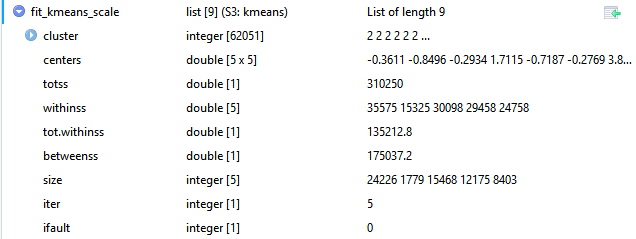 fit_kmeans_scale list [9] (S3: kmeans) List of length 9
cluster integer [62051] 2 2 2 2 2 2 ...
centers double [5 x 5] -0.3611 -0.8496 -0.2934 1.7115 -0.7187 -0.2769 3.8...
totss double [1] 310250
withinss double [5] 35575 15325 30098 29458 24758
tot.withinss double [1] 135212.8
betweenss double [1] 175037.2
size integer [5] 24226 1779 15468 12175 8403
iter integer [1] 5
ifault integer [1] 0